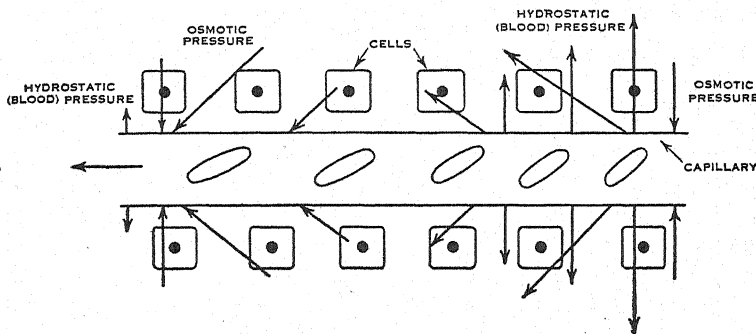 HYDROSTATIC
(BLOOD) PRESSURE
OSMOTIC
PRESSURE
CELLS
HYDROSTATIC
(BLOOD) PRESSURE
OSMOTIC
PRESSURE
CAPILLARY